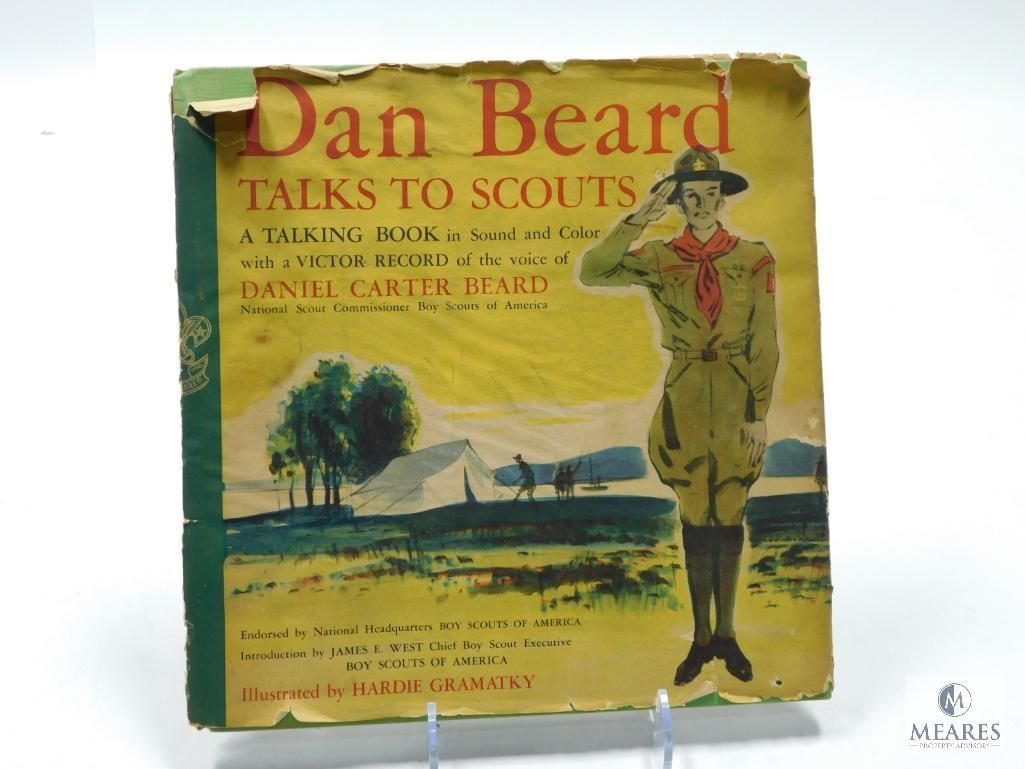 Dan Beard
TALKS TO SCOUTS
A TALKING BOOK in Sound and Color
with a VICTOR RECORD of the voice of
DANIEL CARTER BEARD
National Scout Commissioner Boy Scouts of America
Endorsed by National Headquarters BOY SCOUTS OF AMERICA
Introduction by JAMES E. WEST Chief Boy Scout Executive
BOY SCOUTS OF AMERICA
Illustrated by HARDIE GRAMATKY
M
MEARES
PROPERTY ADVISORS